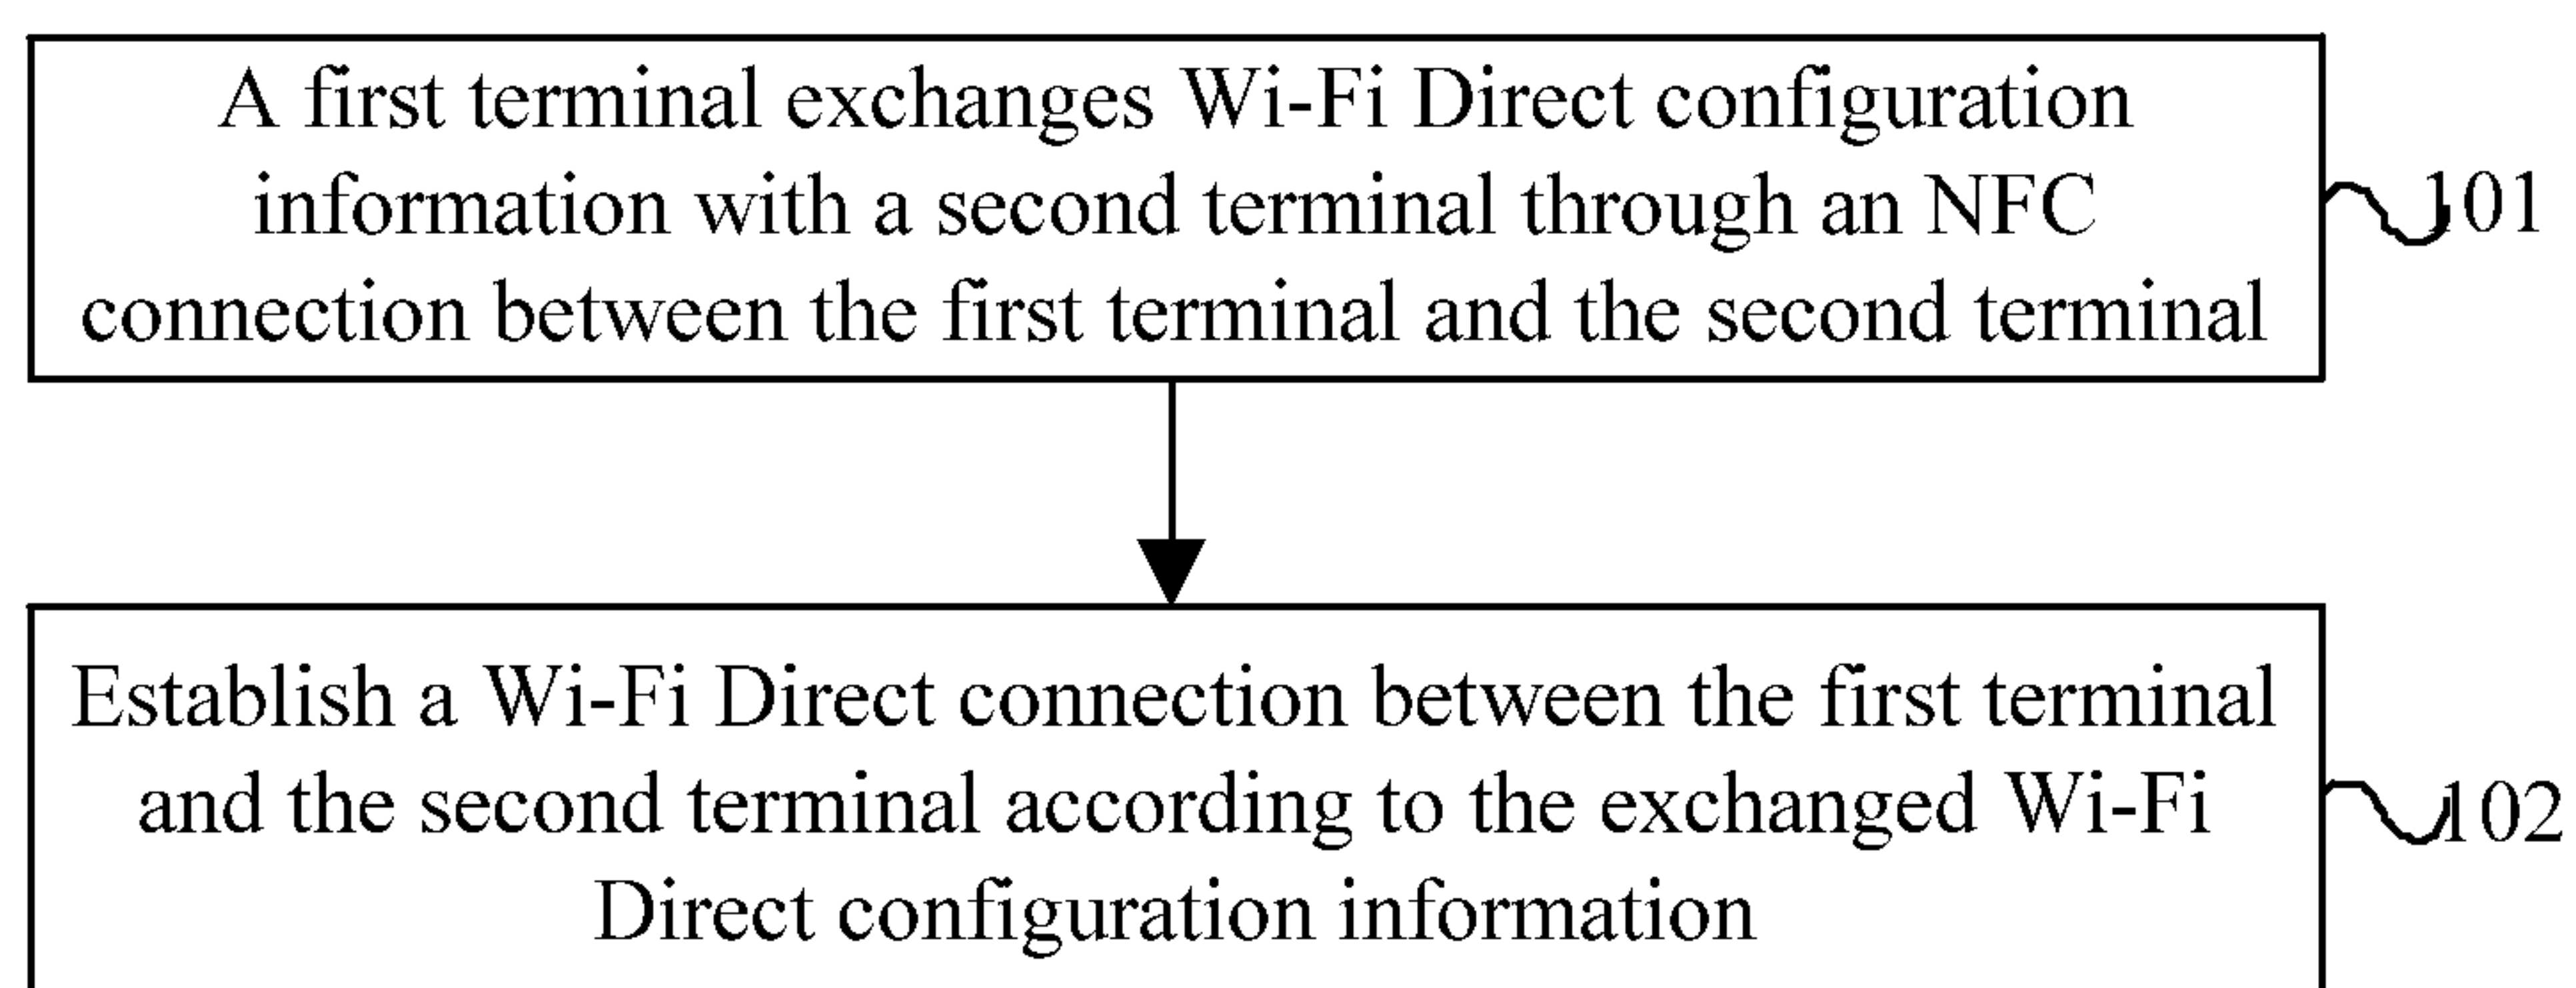 A first terminal exchanges Wi-Fi Direct configuration
information with a second terminal through an NFC
connection between the first terminal and the second terminal
101
Establish a Wi-Fi Direct connection between the first terminal
and the second terminal according to the exchanged Wi-Fi
Direct configuration information
102